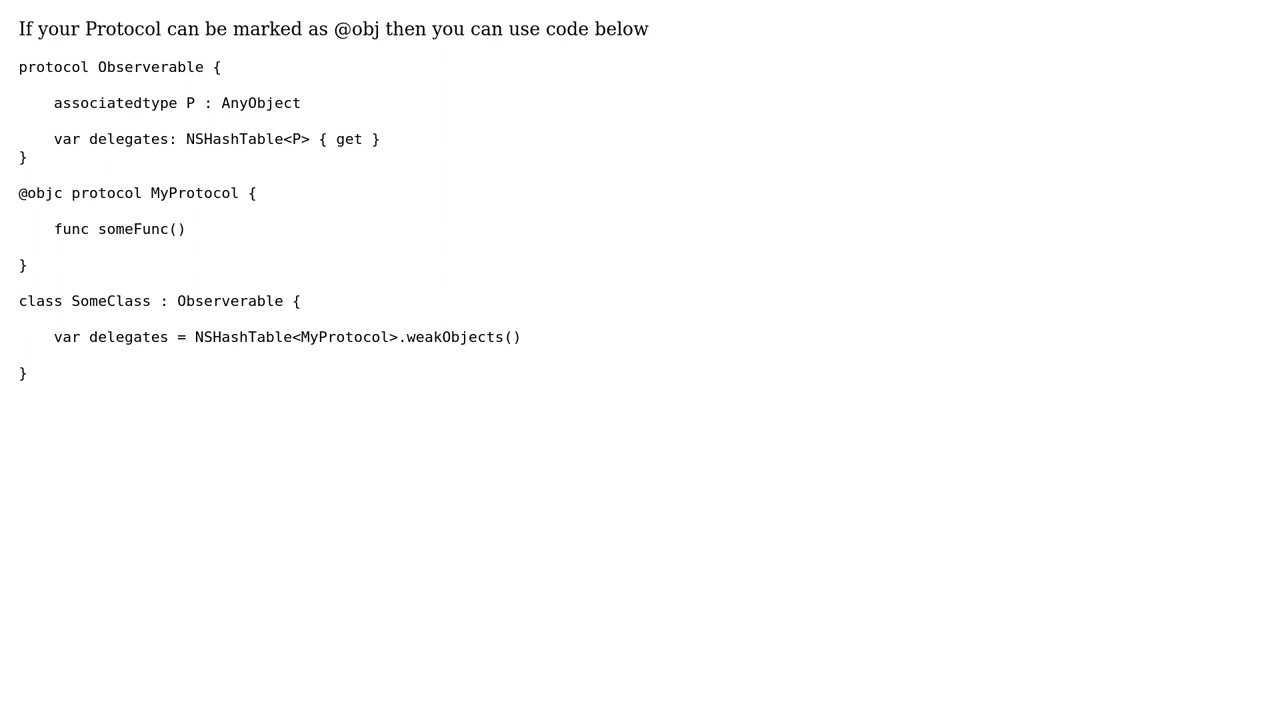 If your Protocol can be marked as @obj then you can use code below
protocol Observerable {
    associatedtype P : AnyObject
    var delegates: NSHashTable<P> { get }
}
@objc protocol MyProtocol {
    func someFunc()
}
class SomeClass : Observerable {
    var delegates = NSHashTable<MyProtocol>.weakObjects()
}